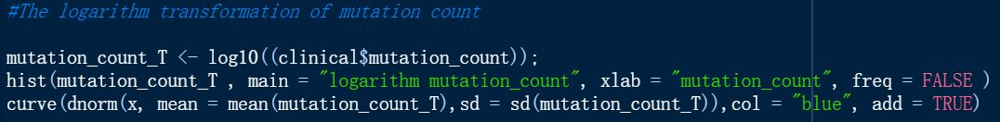 #The logarithm transformation of mutation count
mutation_count_T <- log10((clinical$mutation_count));
hist(mutation_count_T , main = "logarithm mutation_count", xlab = "mutation_count", freq = FALSE )
curve(dnorm(x, mean = mean(mutation_count_T),sd = sd(mutation_count_T)),col = "blue", add = TRUE)